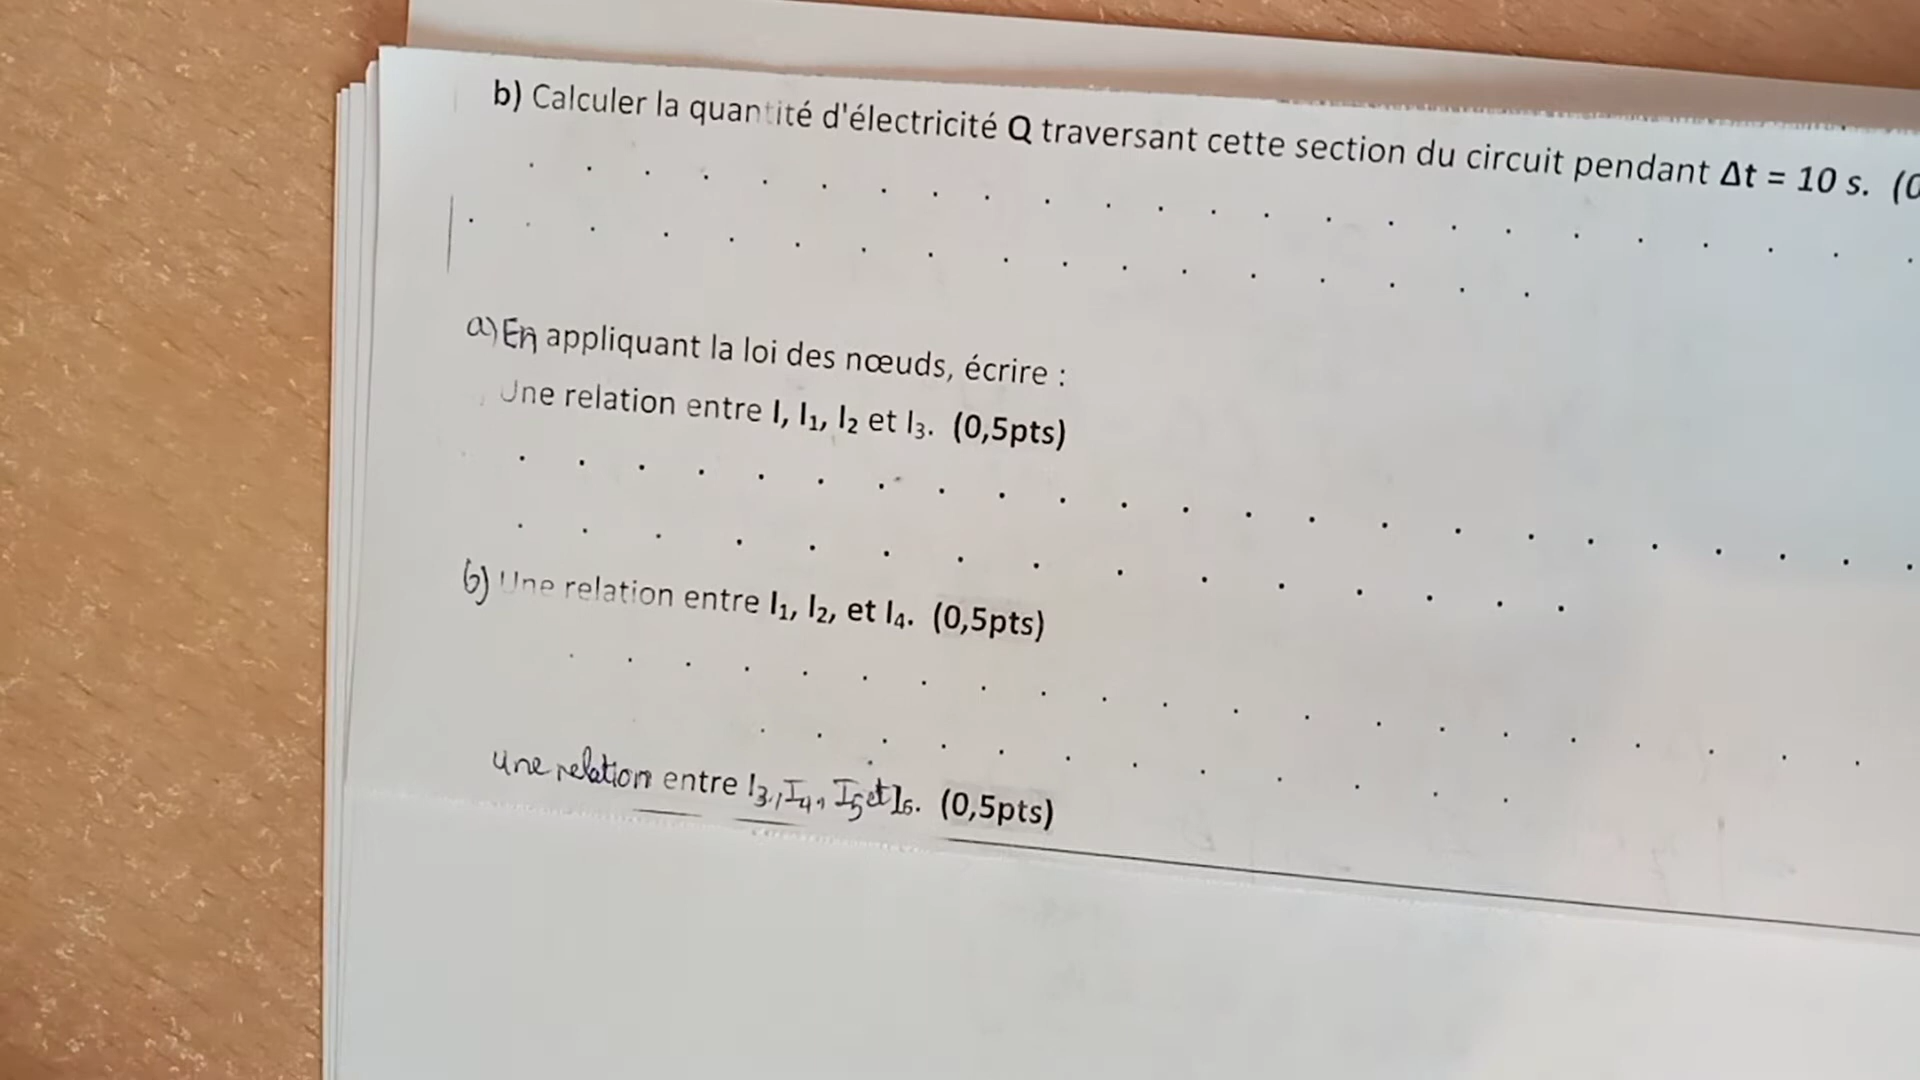 b) Calculer la quantité d'électricité Q traversant cette section du circuit pendant Δt = 10 s. (0
a) En appliquant la loi des nœuds, écrire :
Une relation entre I, I₁, I₂ et I₃. (0,5pts)
b) Une relation entre I₁, I₂, et I₄. (0,5pts)
une relation entre I₃, I₄, I₅ et I₆. (0,5pts)